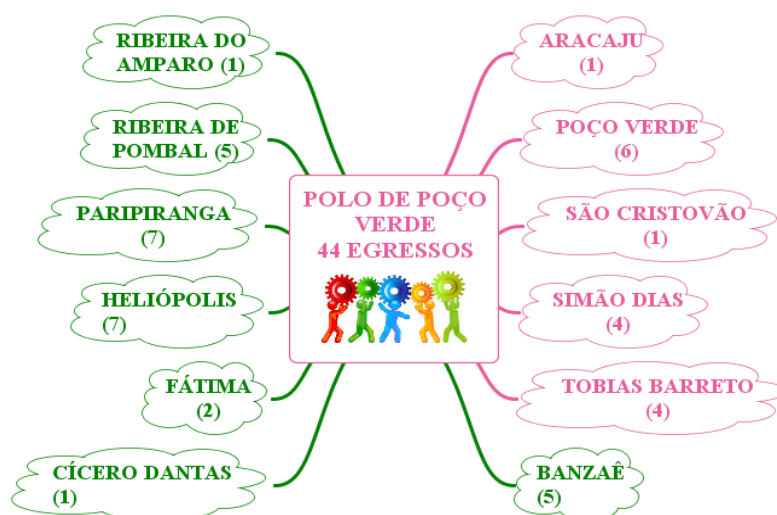 RIBEIRA DO
AMPARO (1)
RIBEIRA DE
POMBAL (5)
PARIPIRANGA
(7)
HELIÓPOLIS
(7)
FÁTIMA
(2)
CÍCERO DANTAS
(1)
POLO DE POÇO
VERDE
44 EGRESSOS
ARACAJU
(1)
POÇO VERDE
(6)
SÃO CRISTOVÃO
(1)
SIMÃO DIAS
(4)
TOBIAS BARRETO
(4)
BANZAÊ
(5)